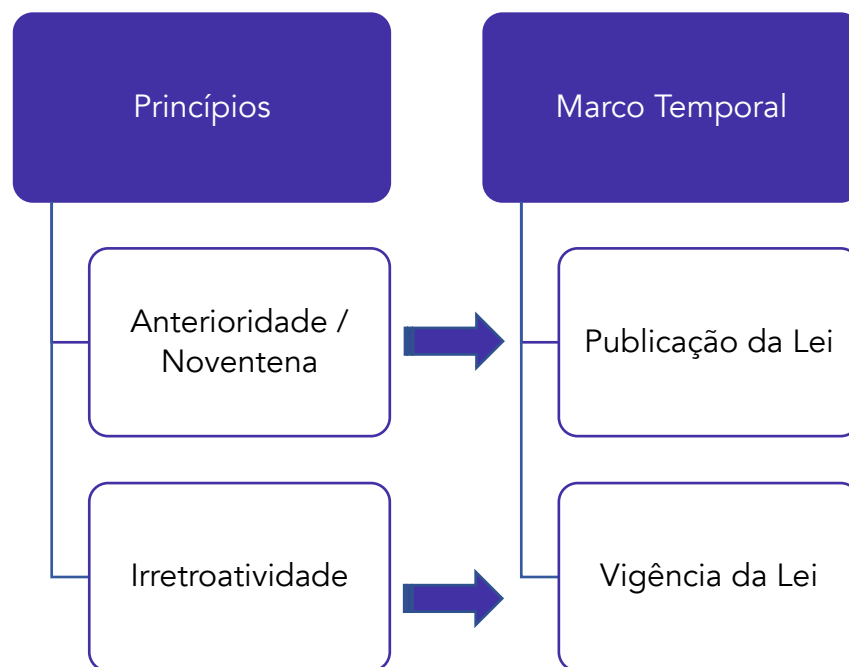 Princípios
Marco Temporal
Anterioridade /
Noventena
Publicação da Lei
Irretroatividade
Vigência da Lei